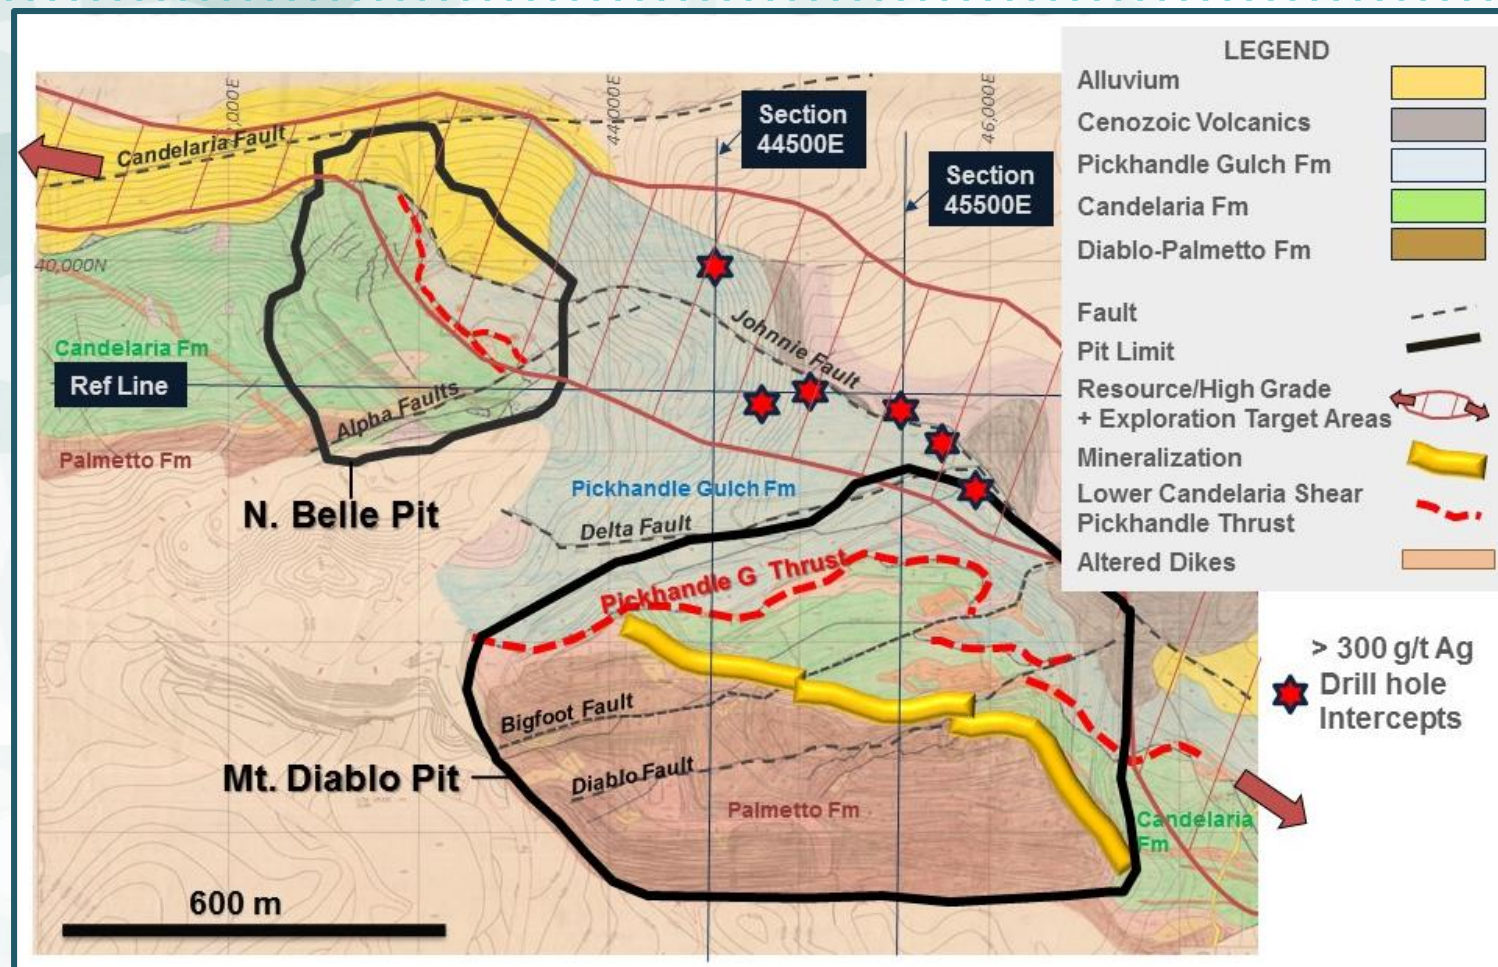 LEGEND
Alluvium
Cenozoic Volcanics
Pickhandle Gulch Fm
Candelaria Fm
Diablo-Palmetto Fm
Fault
Pit Limit
Resource/High Grade
+ Exploration Target Areas
Mineralization
Lower Candelaria Shear
Pickhandle Thrust
Altered Dikes
> 300 g/t Ag
Drill hole
Intercepts
44,000E
46,000E
Section
44500E
Section
45500E
Candelaria Fault
40,000N
Johnnie Fault
Candelaria Fm
Ref Line
Alpha Faults
Palmetto Fm
Pickhandle Gulch Fm
N. Belle Pit
Delta Fault
Pickhandle G Thrust
Bigfoot Fault
Mt. Diablo Pit
Diablo Fault
Palmetto Fm
Candelaria
Fm
600 m